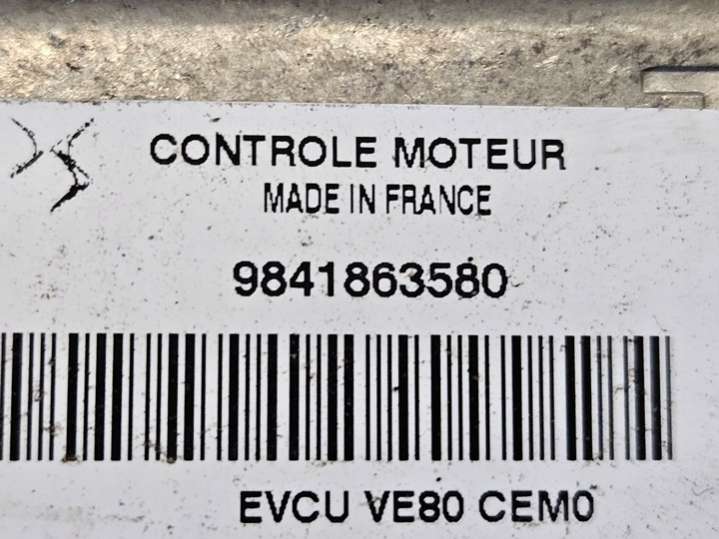 CONTROLE MOTEUR
MADE IN FRANCE
9841863580
EVCU VE80 CEM0